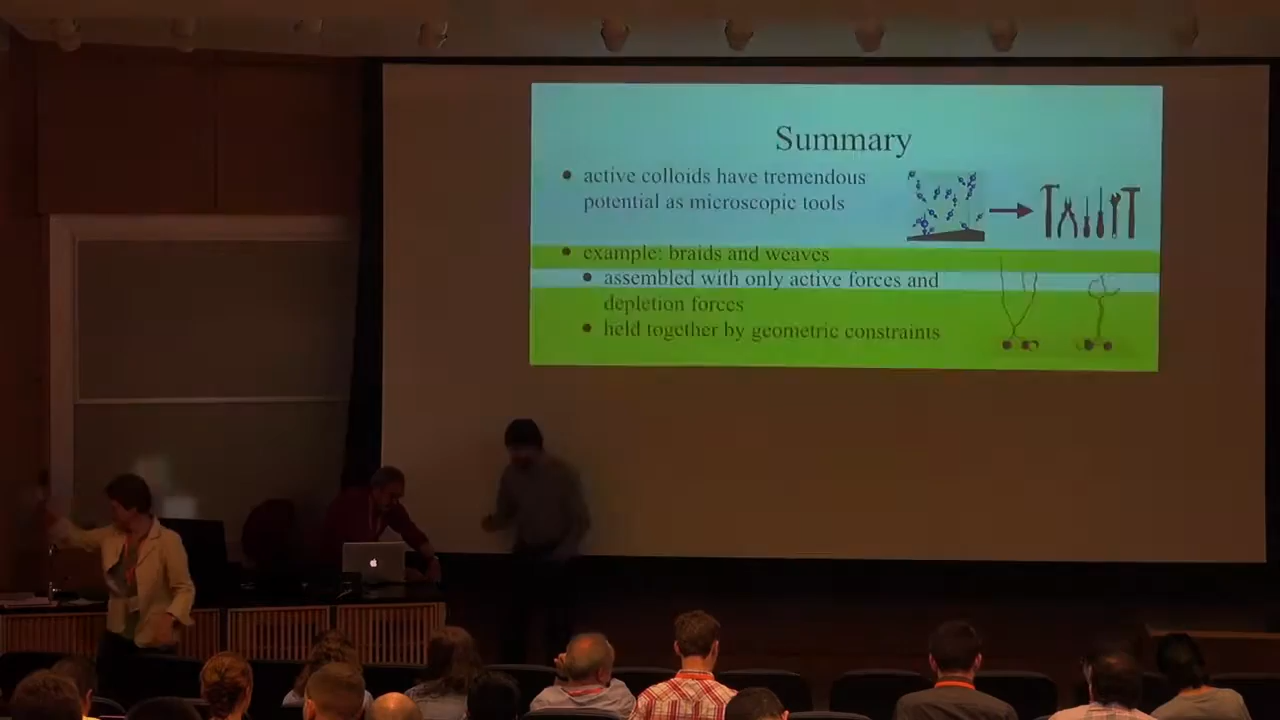 Summary
active colloids have tremendous
potential as microscopic tools
example: braids and weaves
assembled with only active forces and
depletion forces
held together by geometric constraints